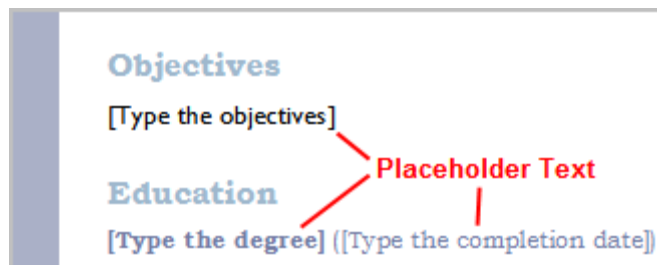 Objectives
[Type the objectives]
Placeholder Text
Education
[Type the degree] ([Type the completion date])